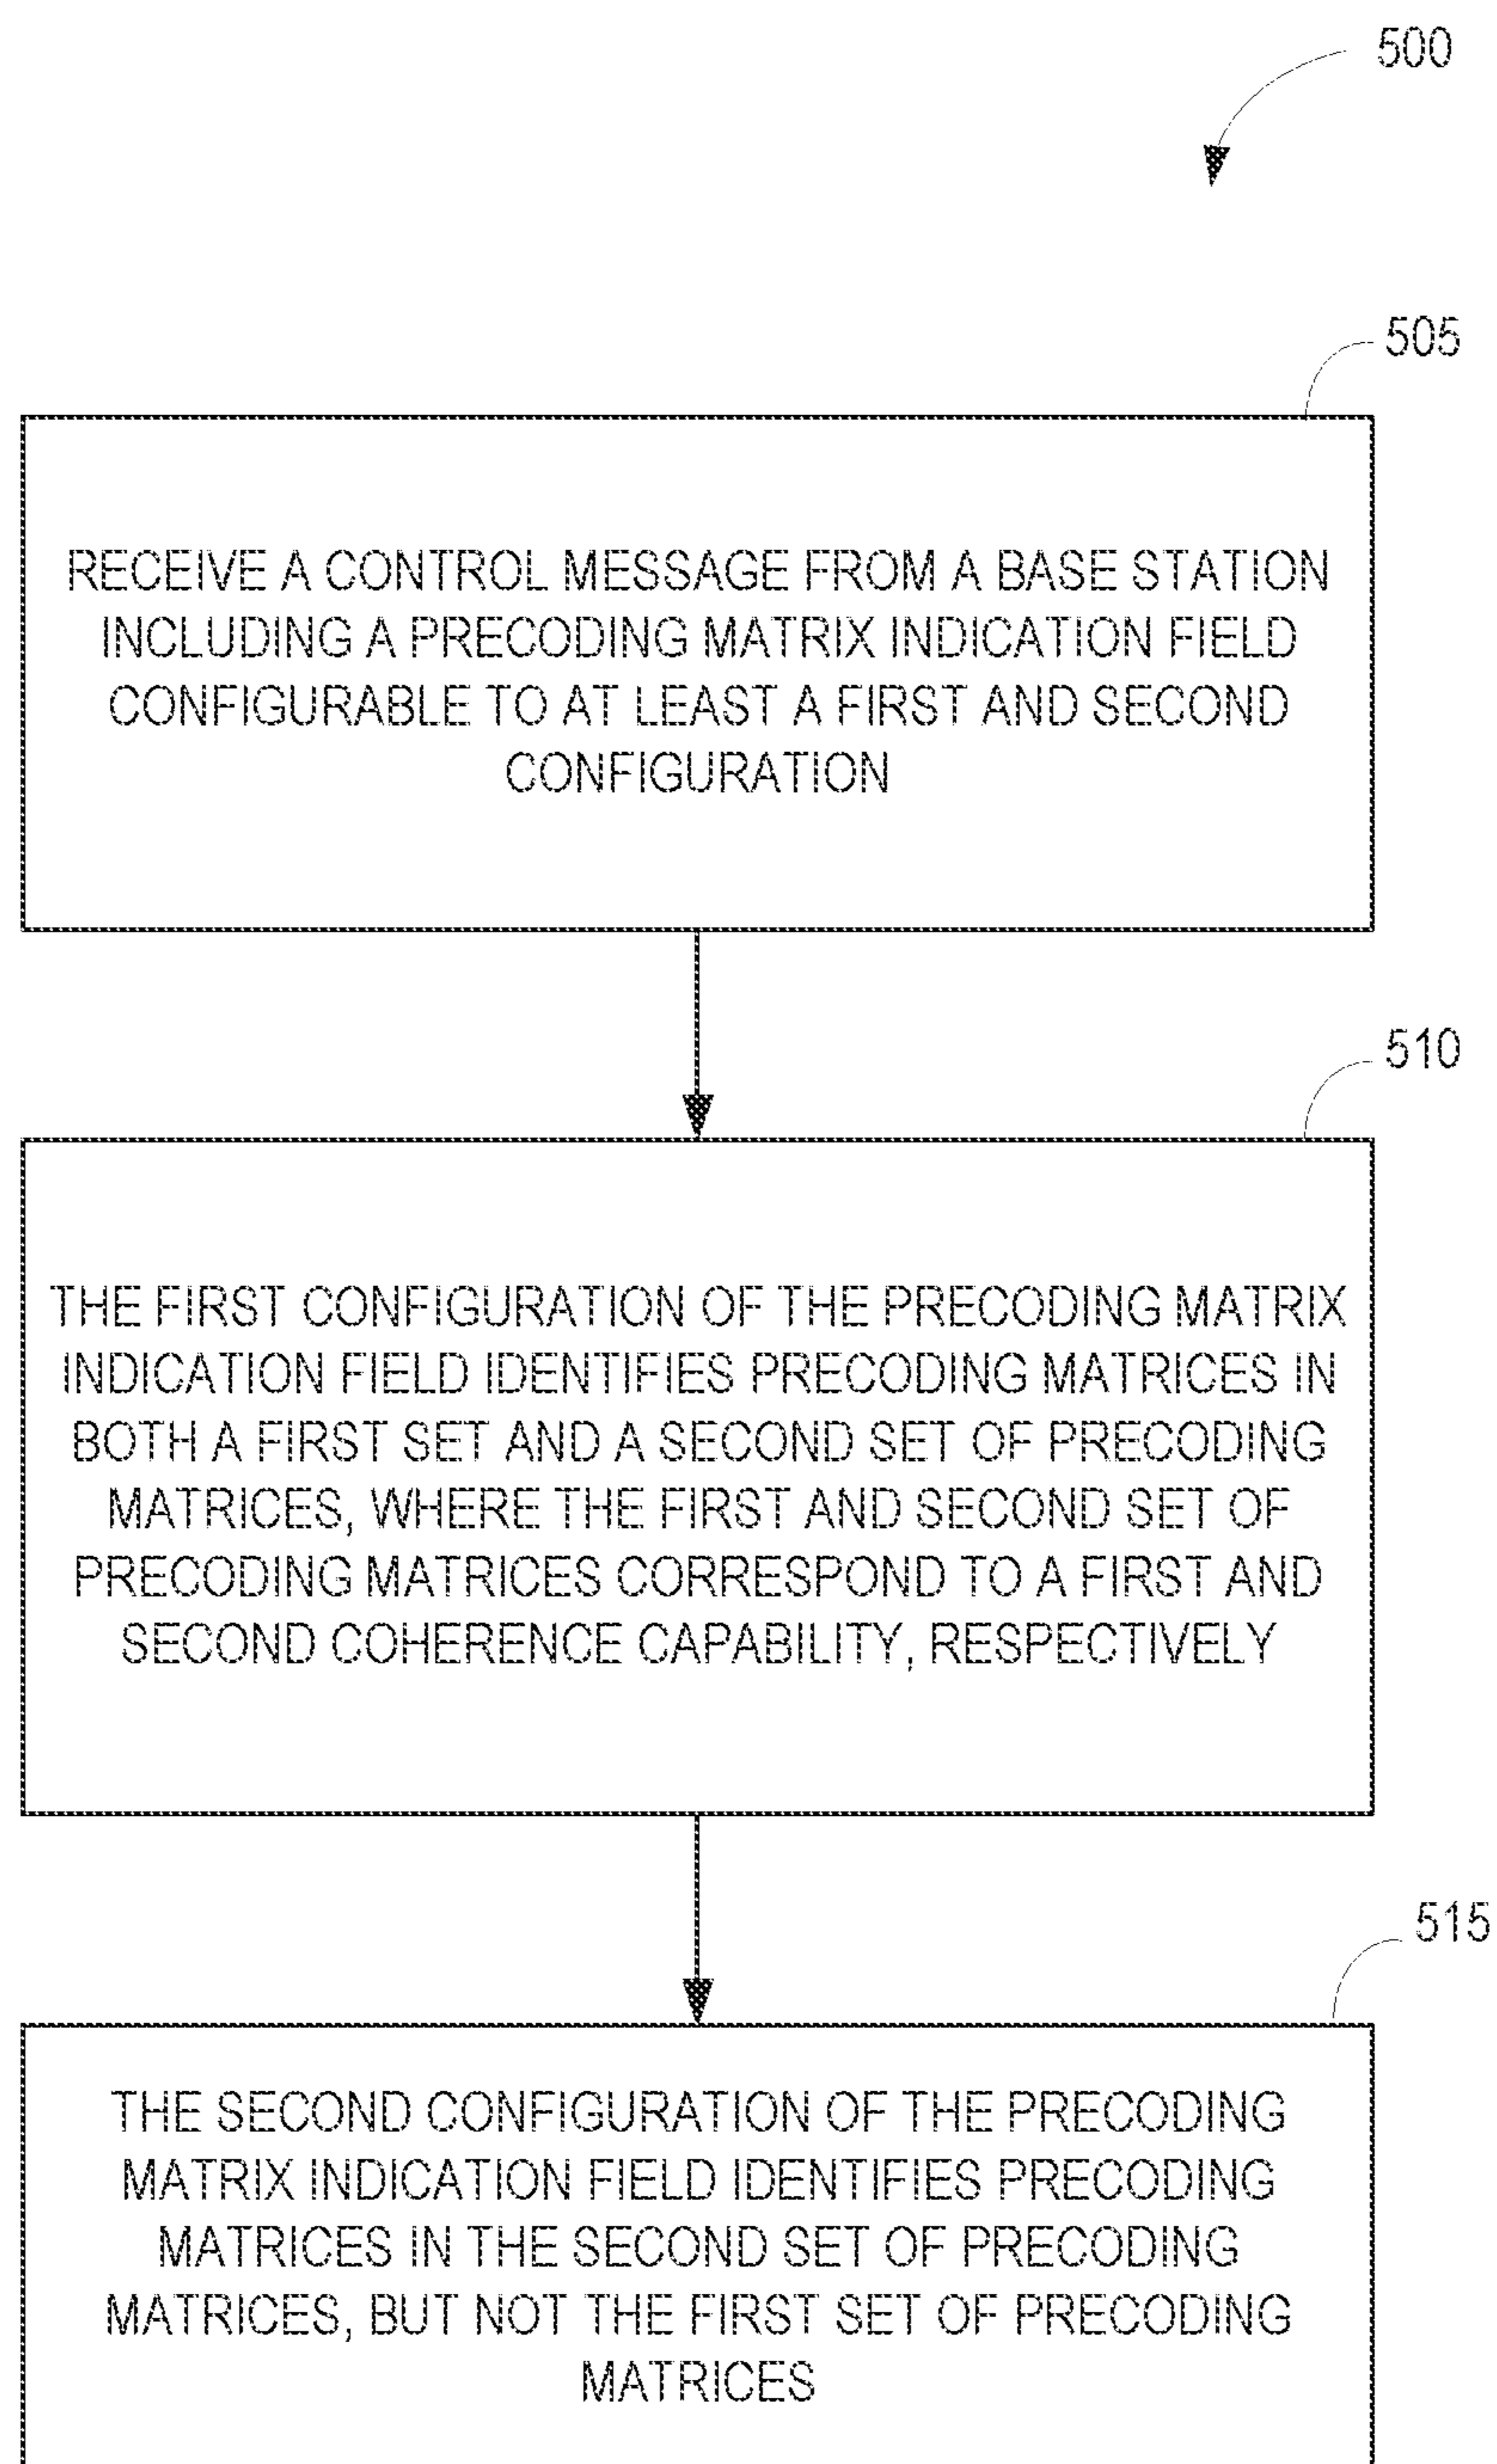 500
505
RECEIVE A CONTROL MESSAGE FROM A BASE STATION
INCLUDING A PRECODING MATRIX INDICATION FIELD
CONFIGURABLE TO AT LEAST A FIRST AND SECOND
CONFIGURATION
510
THE FIRST CONFIGURATION OF THE PRECODING MATRIX
INDICATION FIELD IDENTIFIES PRECODING MATRICES IN
BOTH A FIRST SET AND A SECOND SET OF PRECODING
MATRICES, WHERE THE FIRST AND SECOND SET OF
PRECODING MATRICES CORRESPOND TO A FIRST AND
SECOND COHERENCE CAPABILITY, RESPECTIVELY
515
THE SECOND CONFIGURATION OF THE PRECODING
MATRIX INDICATION FIELD IDENTIFIES PRECODING
MATRICES IN THE SECOND SET OF PRECODING
MATRICES, BUT NOT THE FIRST SET OF PRECODING
MATRICES